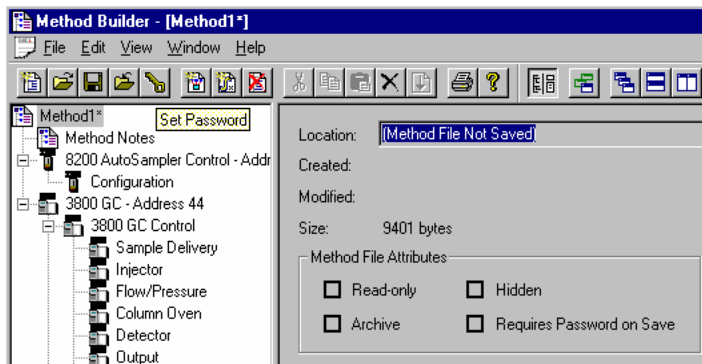 Method Builder - [Method1*]
File Edit View Window Help
Method1*
Set Password
Method Notes
8200 AutoSampler Control - Addr
Configuration
3800 GC - Address 44
3800 GC Control
Sample Delivery
Injector
Flow/Pressure
Column Oven
Detector
Output
Location: (Method File Not Saved)
Created:
Modified:
Size: 9401 bytes
Method File Attributes
Read-only Hidden
Archive Requires Password on Save